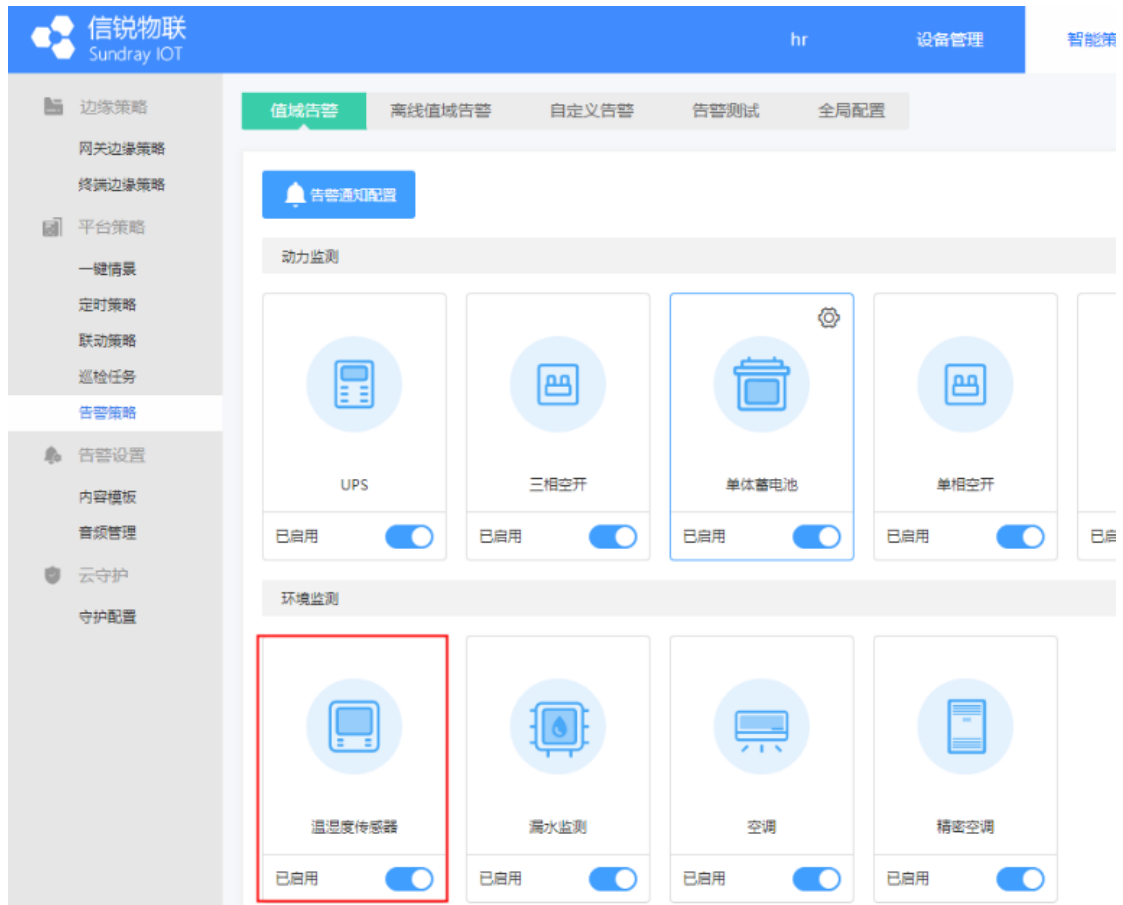 信锐物联
Sundray IOT
hr
设备管理
智能策
边缘策略
网关边缘策略
终端边缘策略
平台策略
一键情景
定时策略
联动策略
巡检任务
告警策略
告警设置
内容模板
音频管理
云守护
守护配置
值域告警
离线值域告警
自定义告警
告警测试
全局配置
告警通知配置
动力监测
UPS
三相空开
单体蓄电池
单相空开
已启用
已启用
已启用
已启用
已启
环境监测
温湿度传感器
漏水监测
空调
精密空调
已启用
已启用
已启用
已启用